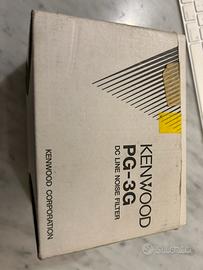 KENWOOD
PG-3G
DC LINE NOISE FILTER
KENWOOD CORPORATION